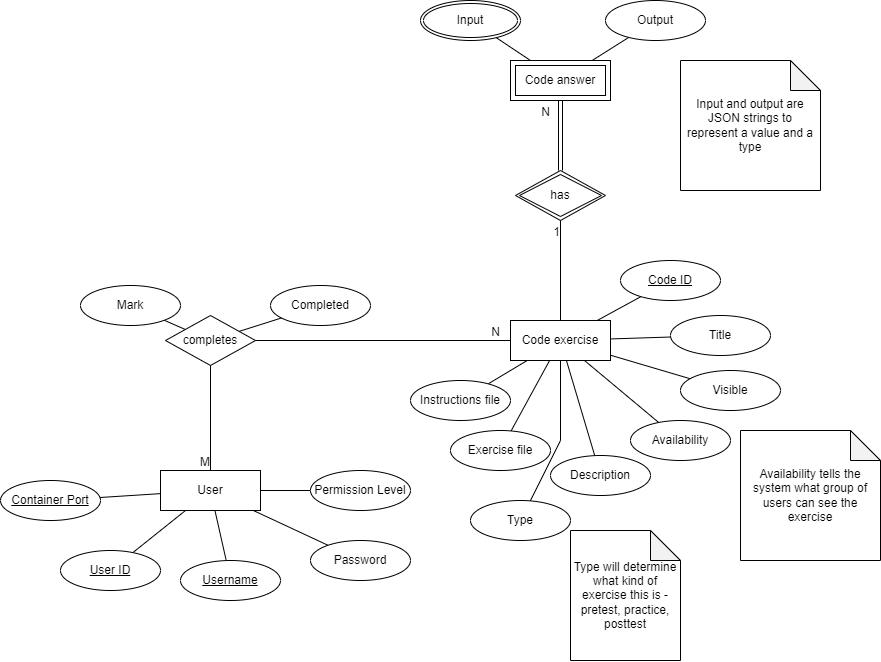 Input
Output
Code answer
N
Input and output are
JSON strings to
represent a value and a
type
has
1
Code ID
Mark
Completed
completes
N
Code exercise
Title
Visible
Instructions file
Availability
Exercise file
Description
Type
Availability tells the
system what group of
users can see the
exercise
M
User
Permission Level
Container Port
User ID
Username
Password
Type will determine
what kind of
exercise this is -
pretest, practice,
posttest